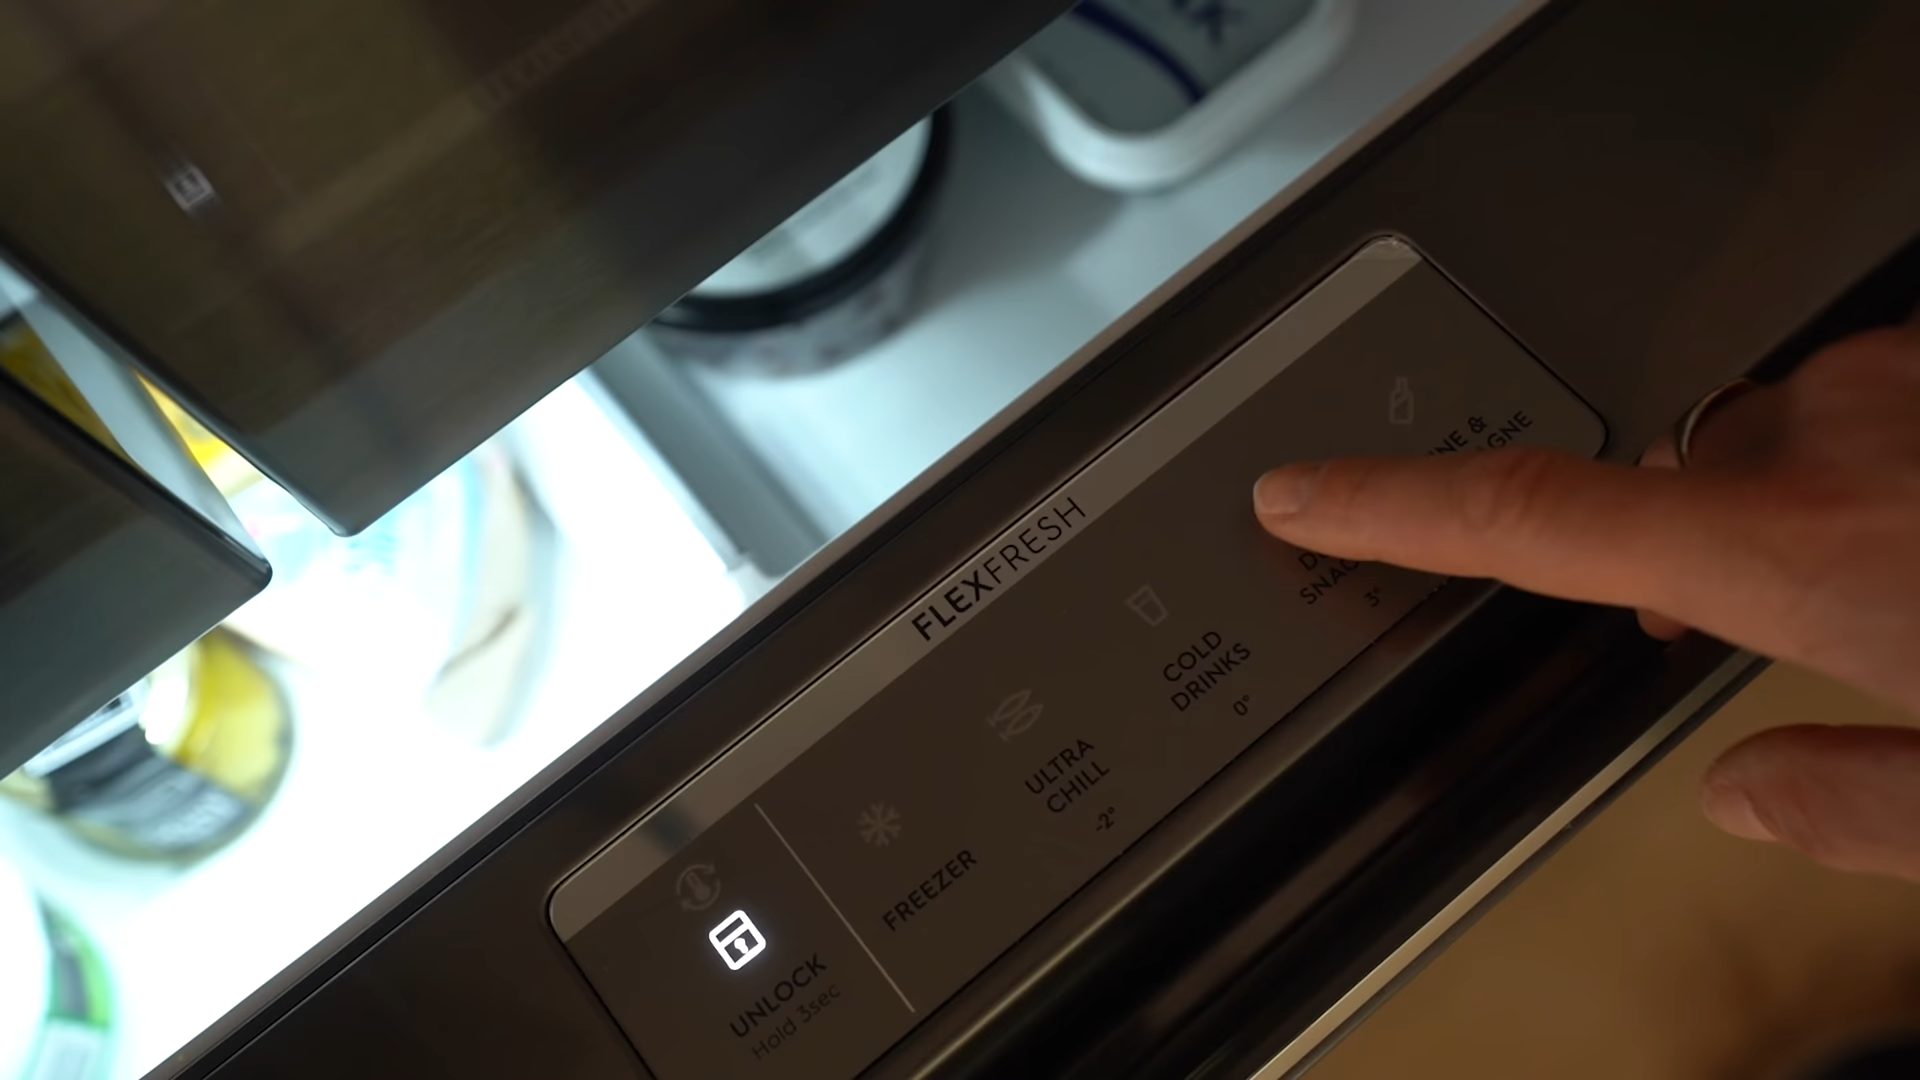 FLEXFRESH
UNLOCK
Hold 3sec
FREEZER
ULTRA
CHILL
-2°
COLD
DRINKS
0°
3°
&